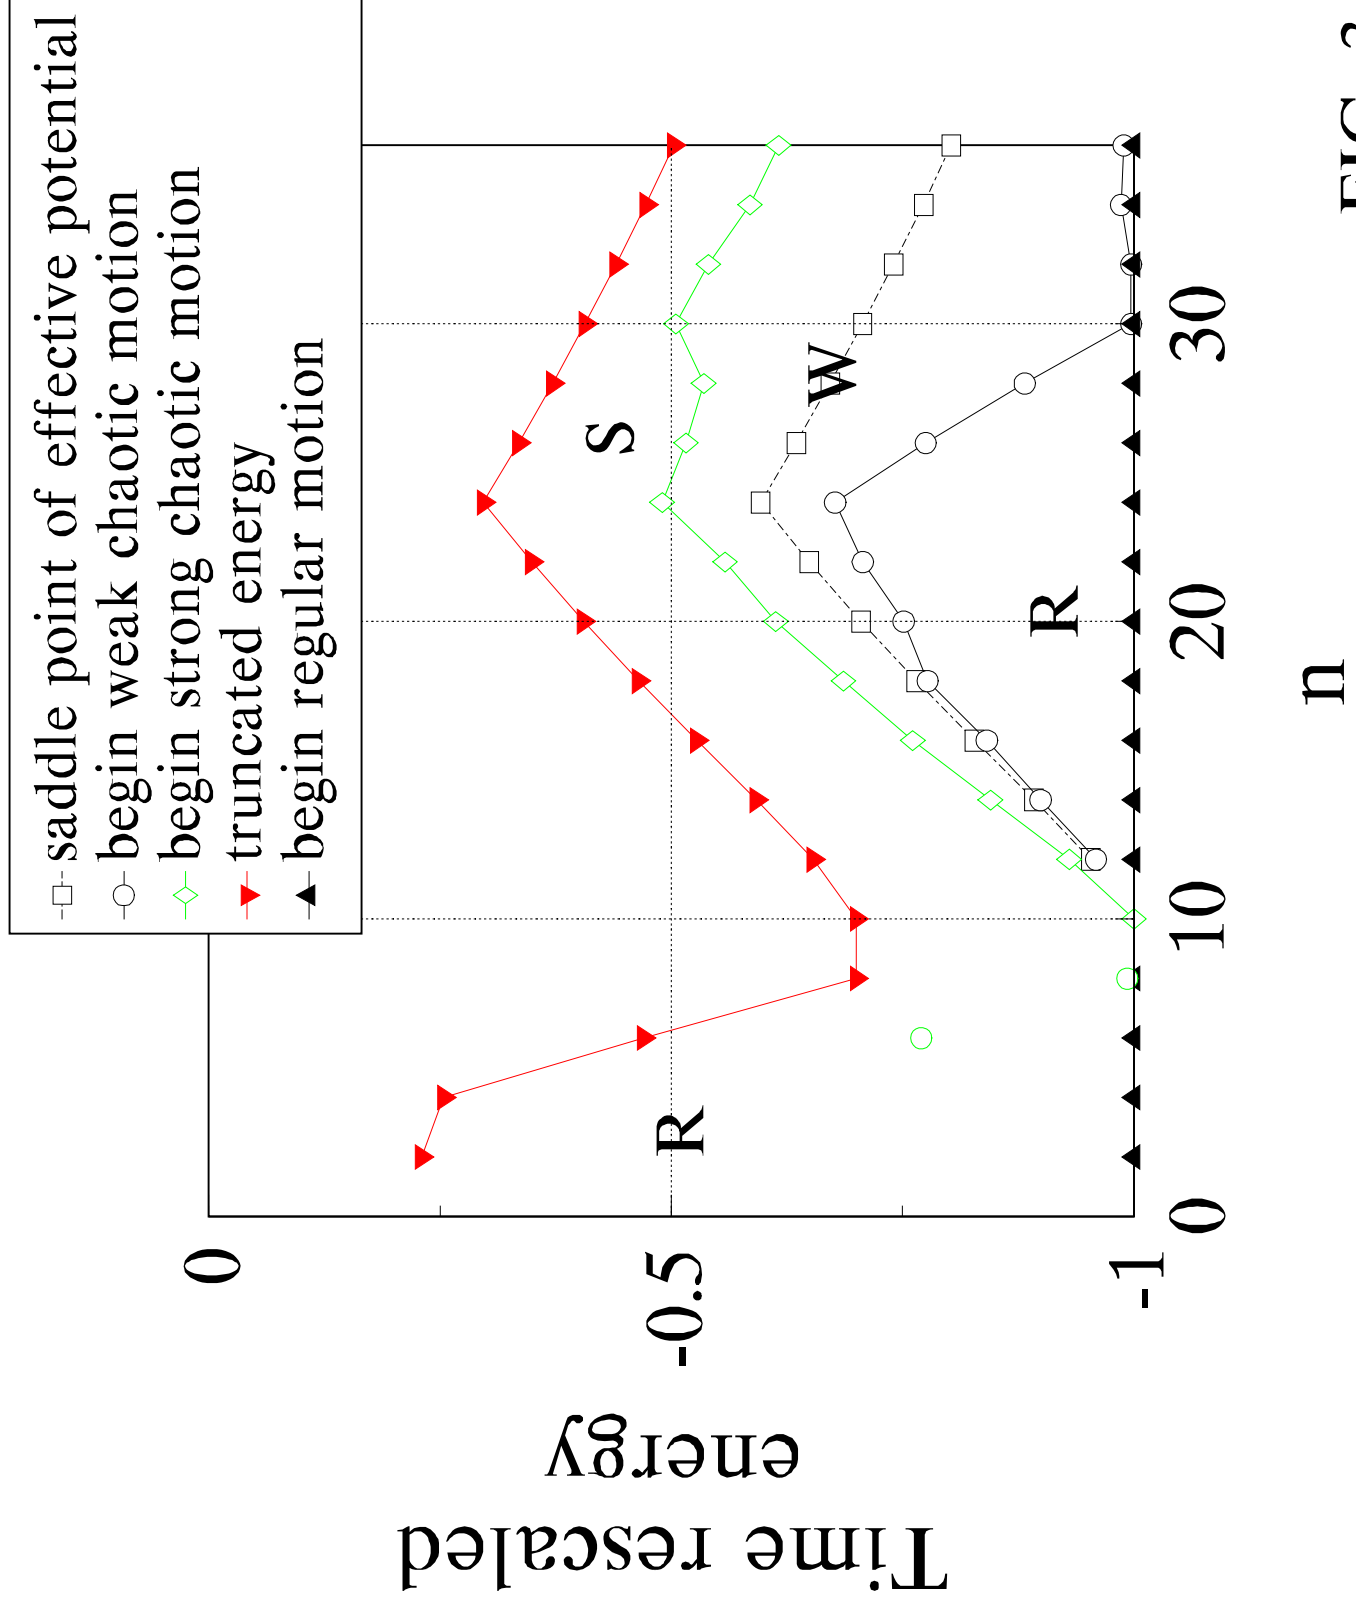 saddle point of effective potential
begin weak chaotic motion
begin strong chaotic motion
truncated energy
begin regular motion
0
-0.5
-1
Time rescaled
energy
S
W
R
R
0
10
20
30
n